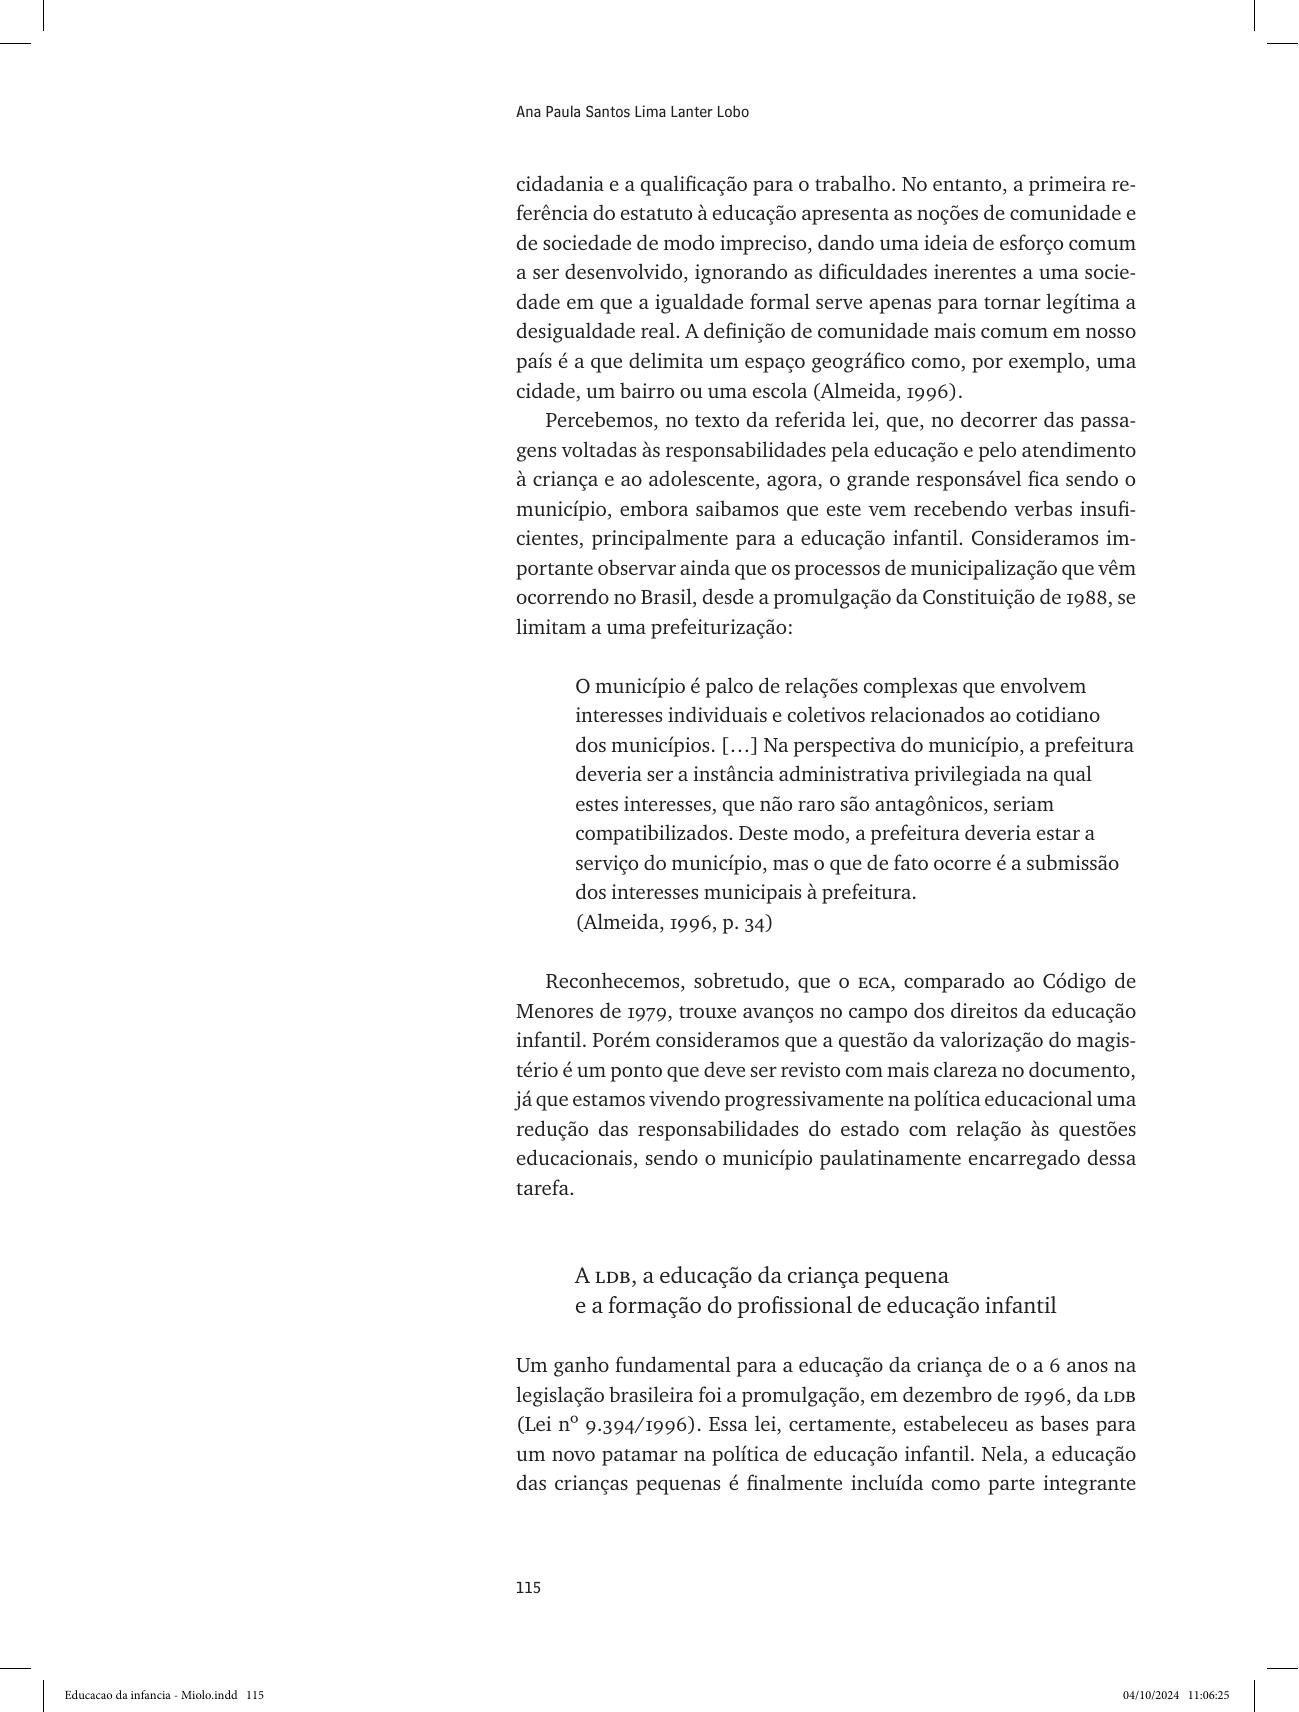 Ana Paula Santos Lima Lanter Lobo
cidadania e a qualificação para o trabalho. No entanto, a primeira re-
ferência do estatuto à educação apresenta as noções de comunidade e
de sociedade de modo impreciso, dando uma ideia de esforço comum
a ser desenvolvido, ignorando as dificuldades inerentes a uma socie-
dade em que a igualdade formal serve apenas para tornar legítima a
desigualdade real. A definição de comunidade mais comum em nosso
país é a que delimita um espaço geográfico como, por exemplo, uma
cidade, um bairro ou uma escola (Almeida, 1996).
Percebemos, no texto da referida lei, que, no decorrer das passa-
gens voltadas às responsabilidades pela educação e pelo atendimento
à criança e ao adolescente, agora, o grande responsável fica sendo o
município, embora saibamos que este vem recebendo verbas insufi-
cientes, principalmente para a educação infantil. Consideramos im-
portante observar ainda que os processos de municipalização que vêm
ocorrendo no Brasil, desde a promulgação da Constituição de 1988, se
limitam a uma prefeiturização:
O município é palco de relações complexas que envolvem
interesses individuais e coletivos relacionados ao cotidiano
dos municípios. […] Na perspectiva do município, a prefeitura
deveria ser a instância administrativa privilegiada na qual
estes interesses, que não raro são antagônicos, seriam
compatibilizados. Deste modo, a prefeitura deveria estar a
serviço do município, mas o que de fato ocorre é a submissão
dos interesses municipais à prefeitura.
(Almeida, 1996, p. 34)
Reconhecemos, sobretudo, que o ECA, comparado ao Código de
Menores de 1979, trouxe avanços no campo dos direitos da educação
infantil. Porém consideramos que a questão da valorização do magis-
tério é um ponto que deve ser revisto com mais clareza no documento,
já que estamos vivendo progressivamente na política educacional uma
redução das responsabilidades do estado com relação às questões
educacionais, sendo o município paulatinamente encarregado dessa
tarefa.
A LDB, a educação da criança pequena
e a formação do profissional de educação infantil
Um ganho fundamental para a educação da criança de 0 a 6 anos na
legislação brasileira foi a promulgação, em dezembro de 1996, da LDB
(Lei nº 9.394/1996). Essa lei, certamente, estabeleceu as bases para
um novo patamar na política de educação infantil. Nela, a educação
das crianças pequenas é finalmente incluída como parte integrante
115
Educacao da infancia - Miolo.indd 115
04/10/2024 11:06:25